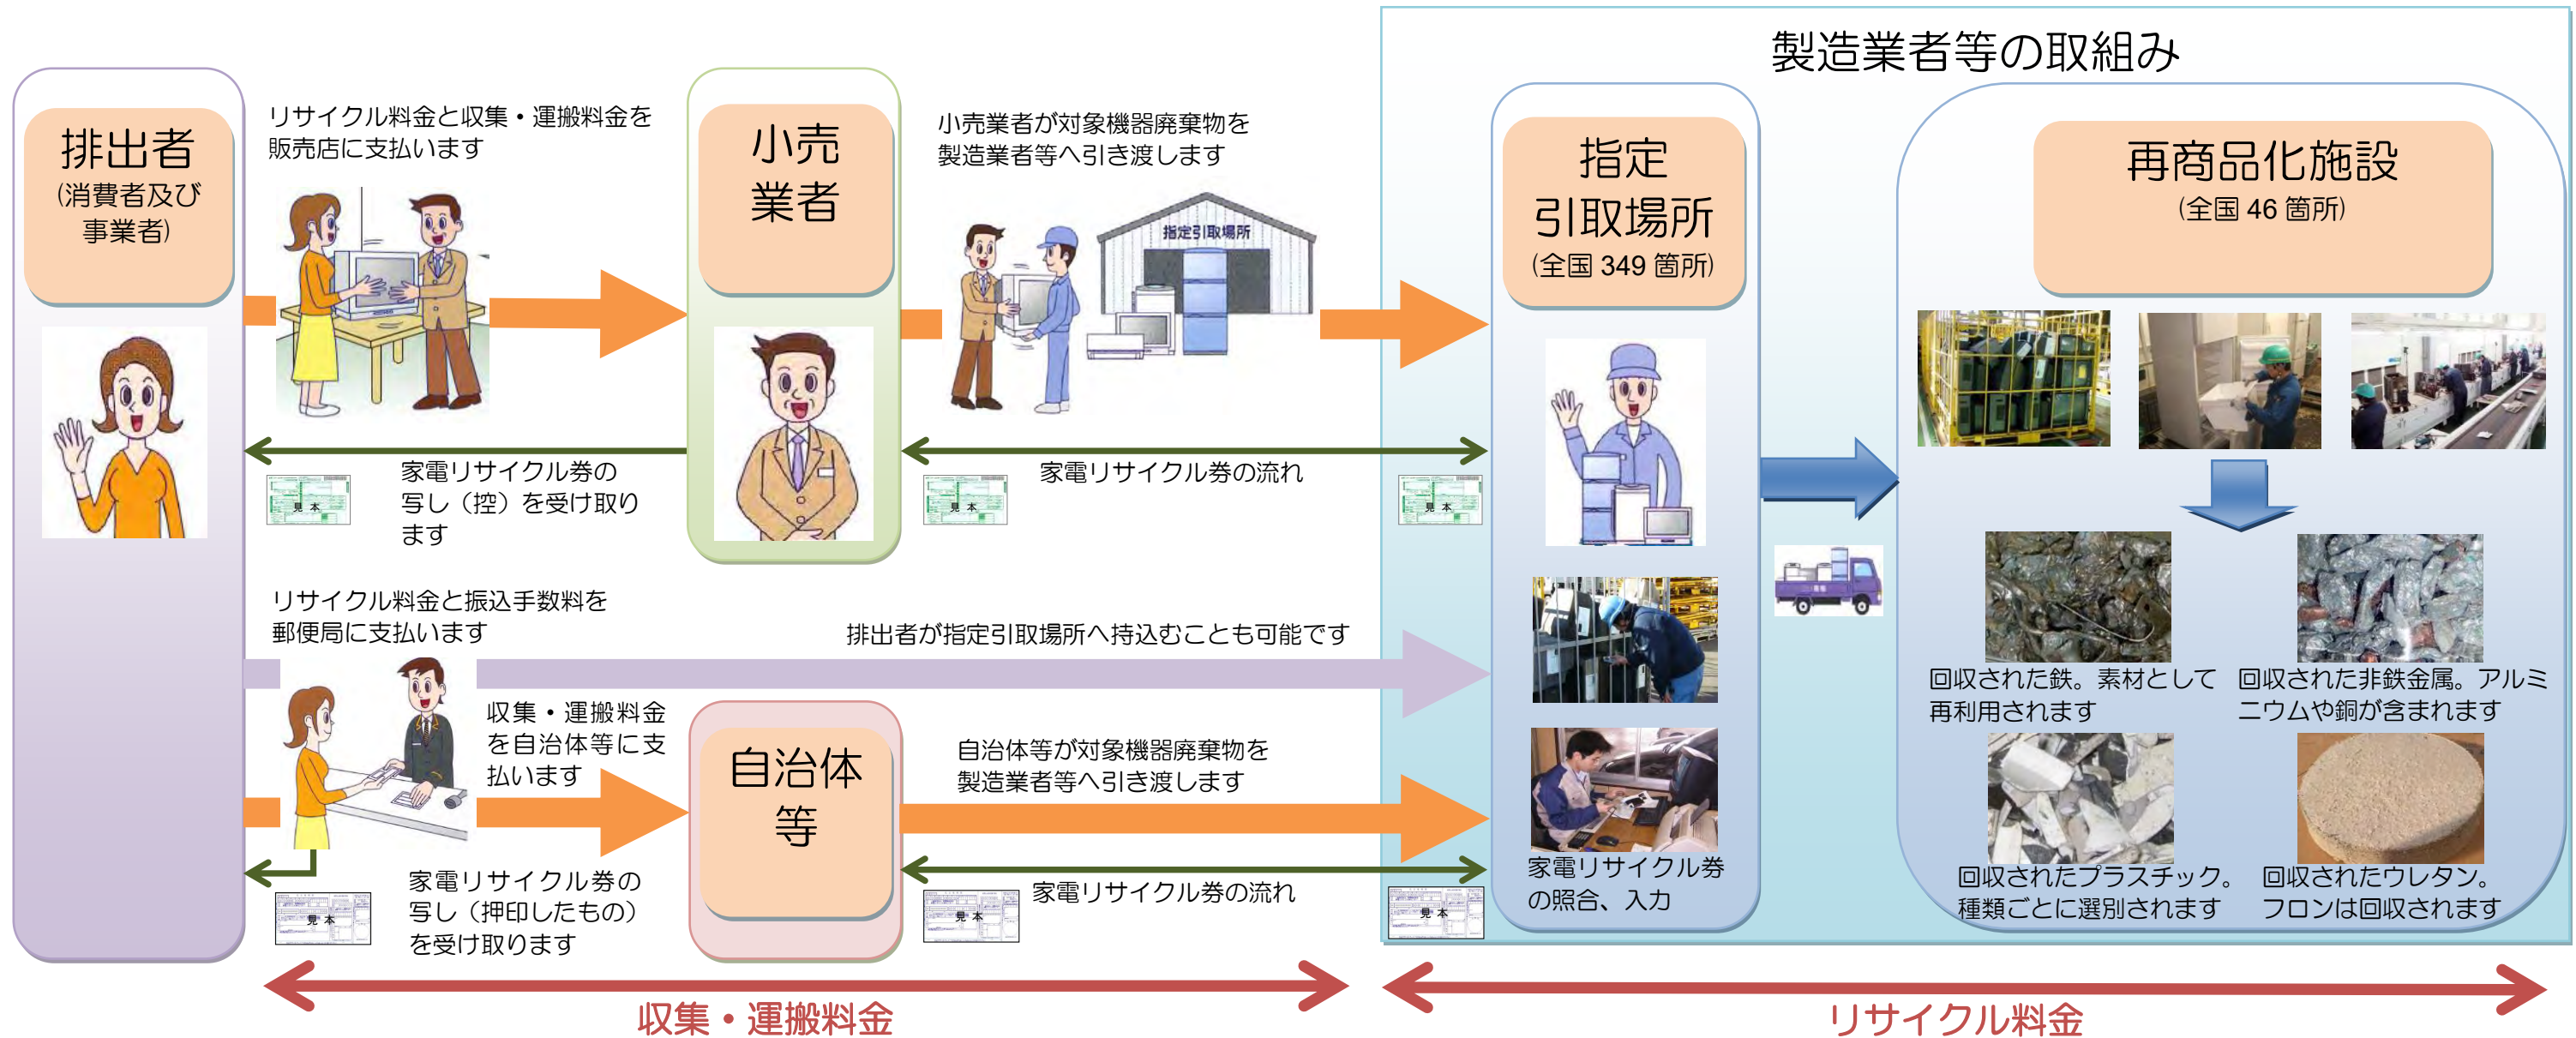 製造業者等の取組み
排出者
(消費者及び
事業者)
リサイクル料金と収集・運搬料金を
販売店に支払います
小売
業者
小売業者が対象機器廃棄物を
製造業者等へ引き渡します
指定引取場所
指定
引取場所
(全国 349 箇所)
再商品化施設
(全国 46 箇所)
家電リサイクル券の
写し（控）を受け取り
ます
見 本
家電リサイクル券の流れ
見 本
見 本
リサイクル料金と振込手数料を
郵便局に支払います
排出者が指定引取場所へ持込むことも可能です
収集・運搬料金
を自治体等に支
払います
自治体
等
自治体等が対象機器廃棄物を
製造業者等へ引き渡します
家電リサイクル券の
写し（押印したもの）
を受け取ります
見 本
家電リサイクル券の流れ
見 本
見 本
家電リサイクル券
の照合、入力
回収された鉄。素材として
再利用されます
回収された非鉄金属。アルミ
ニウムや銅が含まれます
回収されたプラスチック。
種類ごとに選別されます
回収されたウレタン。
フロンは回収されます
収集・運搬料金
リサイクル料金